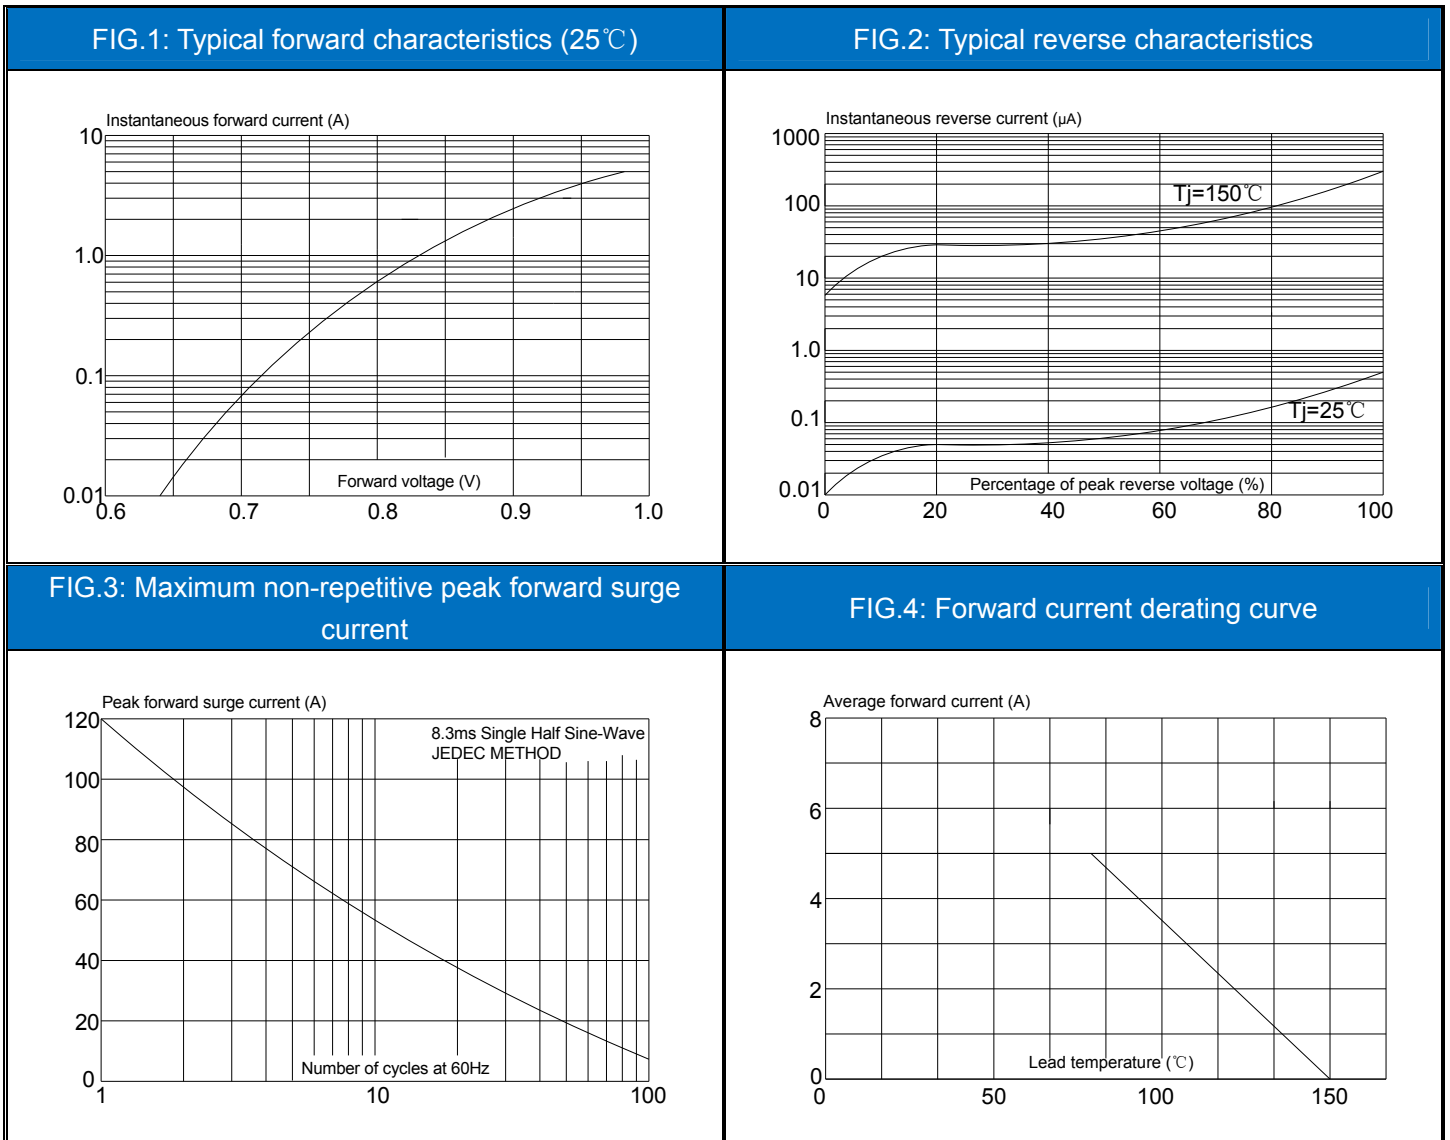 FIG.1: Typical forward characteristics (25℃)
FIG.2: Typical reverse characteristics
Instantaneous forward current (A)
10
1.0
0.1
0.01
Forward voltage (V)
0.6 0.7 0.8 0.9 1.0
Instantaneous reverse current (μA)
1000
100
10
1.0
0.1
0.01
Tj=150℃
Tj=25℃
Percentage of peak reverse voltage (%)
0 20 40 60 80 100
FIG.3: Maximum non-repetitive peak forward surge
current
FIG.4: Forward current derating curve
Peak forward surge current (A)
120
100
80
60
40
20
0
8.3ms Single Half Sine-Wave
JEDEC METHOD
Number of cycles at 60Hz
1 10 100
Average forward current (A)
8
6
4
2
0
Lead temperature (℃)
0 50 100 150